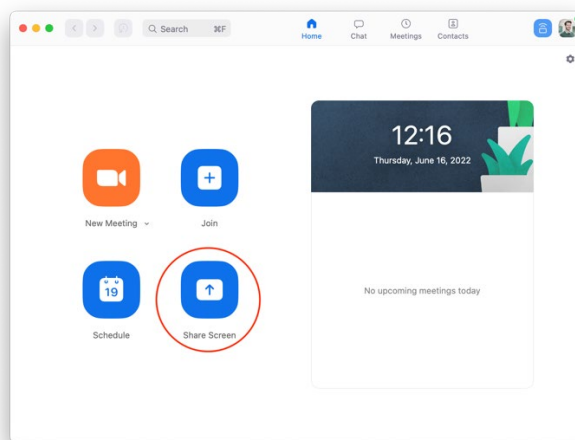 Search ⌘F
Home
Chat
Meetings
Contacts
12:16
Thursday, June 16, 2022
New Meeting
Join
19
Schedule
Share Screen
No upcoming meetings today